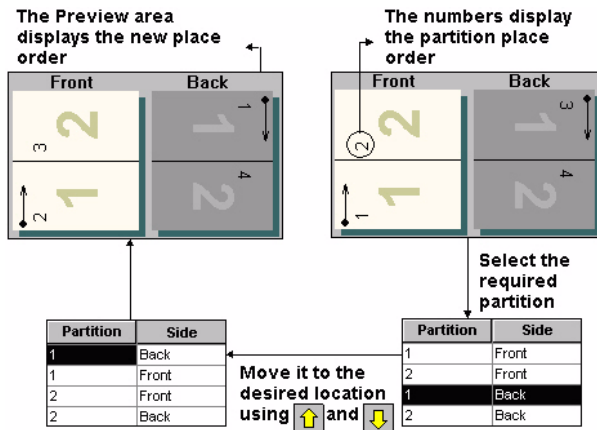 The Preview area
displays the new place
order
The numbers display
the partition place
order
Front Back
3 2 1 1
2 1 4 2
Front Back
2 2 3 1
1 1 4 2
Select the
required
partition
Partition Side
1 Back
1 Front
2 Front
2 Back
Move it to the
desired location
using and
Partition Side
1 Front
2 Front
1 Back
2 Back